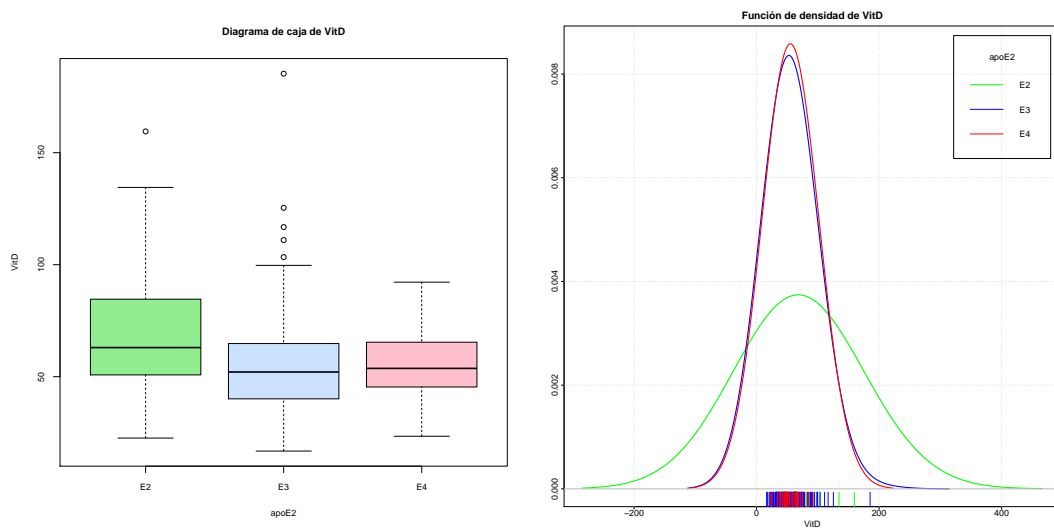 Diagrama de caja de VitD
VitD
150
100
50
E2
E3
E4
apoE2
Función de densidad de VitD
0.008
0.006
0.004
0.002
0.000
−200
0
200
400
VitD
apoE2
E2
E3
E4